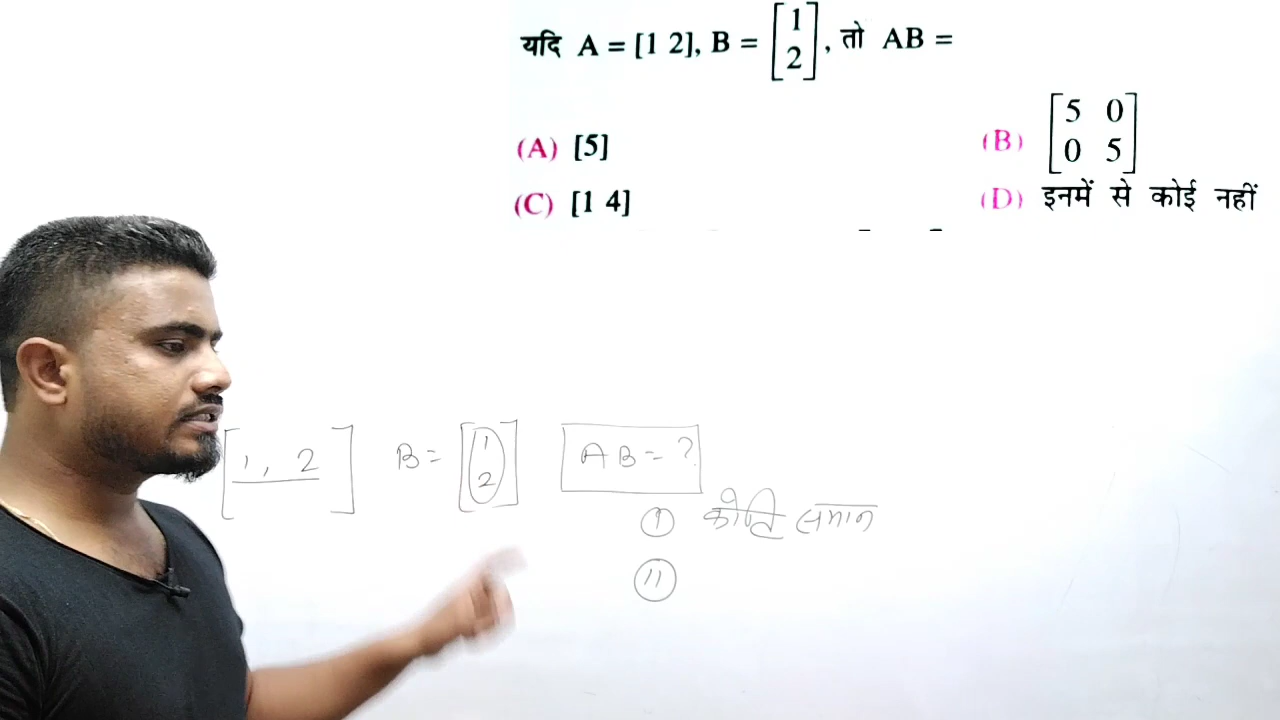 यदि A = [1 2], B = [1 2], तो AB =
(A) [5]
(B) [5 0 0 5]
(C) [1 4]
(D) इनमें से कोई नहीं
[1, 2] B = [1 2] AB = ?
(i) कोटि समान
(ii)